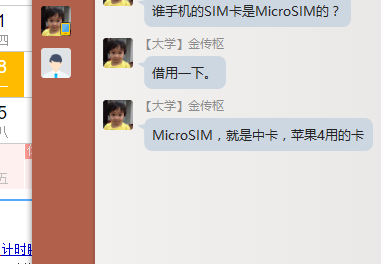 谁手机的SIM卡是MicroSIM的？
【大学】金传枢
借用一下。
【大学】金传枢
MicroSIM，就是中卡，苹果4用的卡
1
四
8
一
5
八
五
计时